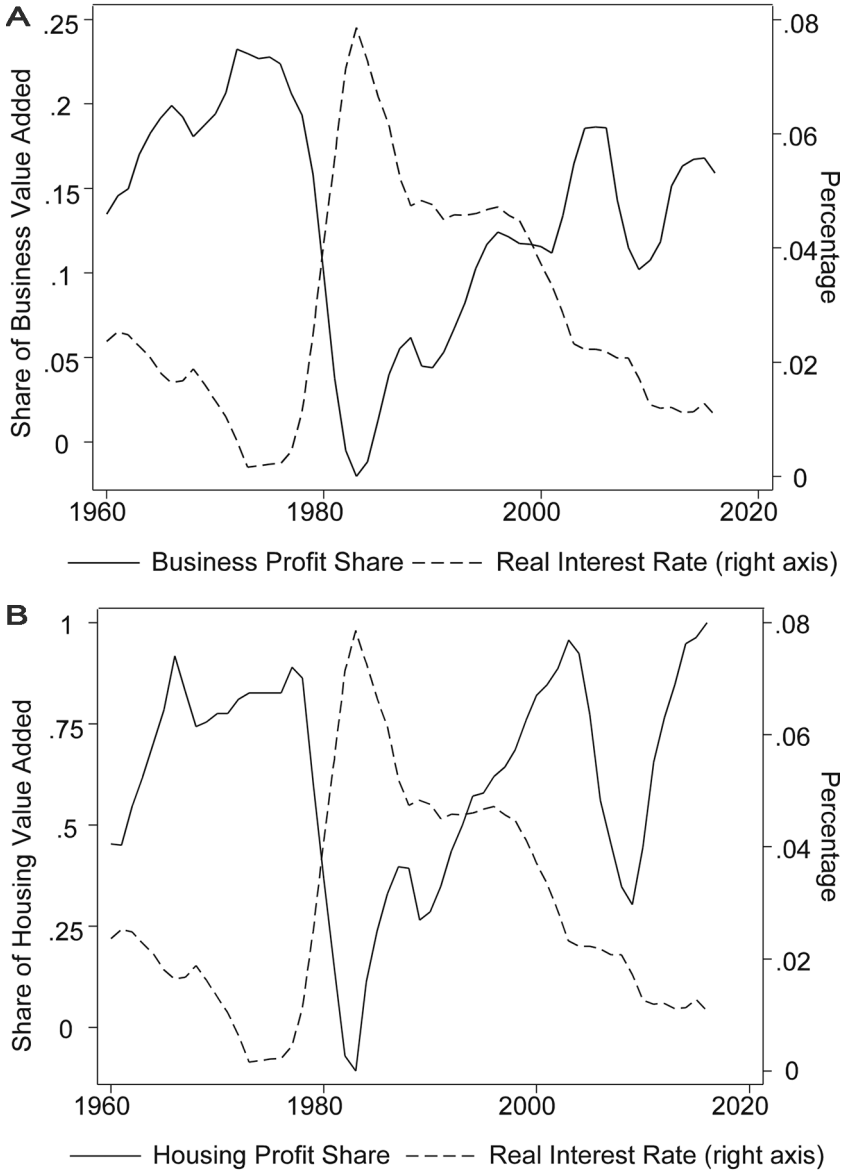 A
Share of Business Value Added
.25
.2
.15
.1
.05
0
.08
.06
.04
.02
0
Percentage
1960 1980 2000 2020
Business Profit Share Real Interest Rate (right axis)
B
Share of Housing Value Added
1
.75
.5
.25
0
.08
.06
.04
.02
0
Percentage
1960 1980 2000 2020
Housing Profit Share Real Interest Rate (right axis)